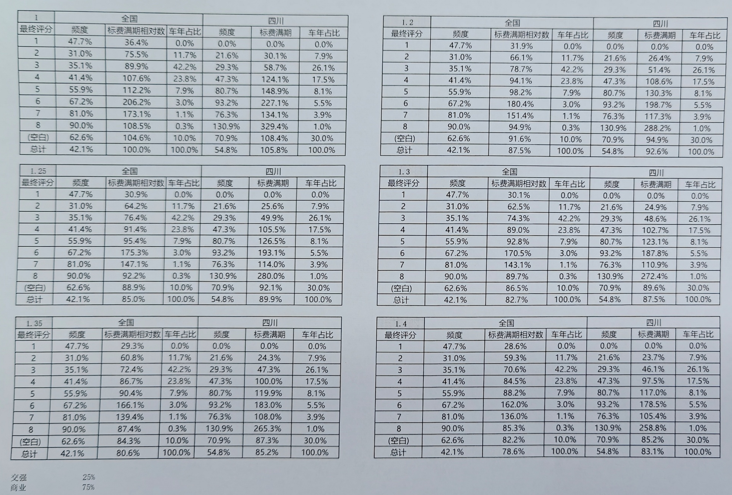 1 全国 四川
最终评分 频度 标费满期相对数 车年占比 频度 标费满期 车年占比
1 47.7% 36.4% 0.0% 0.0% 0.0% 0.0%
2 31.0% 75.5% 11.7% 21.6% 30.1% 7.9%
3 35.1% 89.9% 42.2% 29.3% 58.7% 26.1%
4 41.4% 107.6% 23.8% 47.3% 124.1% 17.5%
5 55.9% 112.2% 7.9% 80.7% 148.9% 8.1%
6 67.2% 206.2% 3.0% 93.2% 227.1% 5.5%
7 81.0% 173.1% 1.1% 76.3% 134.1% 3.9%
8 90.0% 108.5% 0.3% 130.9% 329.4% 1.0%
(空白) 62.6% 104.6% 10.0% 70.9% 108.4% 30.0%
总计 42.1% 100.0% 100.0% 54.8% 105.8% 100.0%
1.2 全国 四川
最终评分 频度 标费满期相对数 车年占比 频度 标费满期 车年占比
1 47.7% 31.9% 0.0% 0.0% 0.0% 0.0%
2 31.0% 66.1% 11.7% 21.6% 26.4% 7.9%
3 35.1% 78.7% 42.2% 29.3% 51.4% 26.1%
4 41.4% 94.1% 23.8% 47.3% 108.6% 17.5%
5 55.9% 98.2% 7.9% 80.7% 130.3% 8.1%
6 67.2% 180.4% 3.0% 93.2% 198.7% 5.5%
7 81.0% 151.4% 1.1% 76.3% 117.3% 3.9%
8 90.0% 94.9% 0.3% 130.9% 288.2% 1.0%
(空白) 62.6% 91.6% 10.0% 70.9% 94.9% 30.0%
总计 42.1% 87.5% 100.0% 54.8% 92.6% 100.0%
1.25 全国 四川
最终评分 频度 标费满期相对数 车年占比 频度 标费满期 车年占比
1 47.7% 30.9% 0.0% 0.0% 0.0% 0.0%
2 31.0% 64.2% 11.7% 21.6% 25.6% 7.9%
3 35.1% 76.4% 42.2% 29.3% 49.9% 26.1%
4 41.4% 91.4% 23.8% 47.3% 105.5% 17.5%
5 55.9% 95.4% 7.9% 80.7% 126.5% 8.1%
6 67.2% 175.3% 3.0% 93.2% 193.1% 5.5%
7 81.0% 147.1% 1.1% 76.3% 114.0% 3.9%
8 90.0% 92.2% 0.3% 130.9% 280.0% 1.0%
(空白) 62.6% 88.9% 10.0% 70.9% 92.1% 30.0%
总计 42.1% 85.0% 100.0% 54.8% 89.9% 100.0%
1.3 全国 四川
最终评分 频度 标费满期相对数 车年占比 频度 标费满期 车年占比
1 47.7% 30.1% 0.0% 0.0% 0.0% 0.0%
2 31.0% 62.5% 11.7% 21.6% 24.9% 7.9%
3 35.1% 74.3% 42.2% 29.3% 48.6% 26.1%
4 41.4% 89.0% 23.8% 47.3% 102.7% 17.5%
5 55.9% 92.8% 7.9% 80.7% 123.1% 8.1%
6 67.2% 170.5% 3.0% 93.2% 187.8% 5.5%
7 81.0% 143.1% 1.1% 76.3% 110.9% 3.9%
8 90.0% 89.7% 0.3% 130.9% 272.4% 1.0%
(空白) 62.6% 86.5% 10.0% 70.9% 89.6% 30.0%
总计 42.1% 82.7% 100.0% 54.8% 87.5% 100.0%
1.35 全国 四川
最终评分 频度 标费满期相对数 车年占比 频度 标费满期 车年占比
1 47.7% 29.3% 0.0% 0.0% 0.0% 0.0%
2 31.0% 60.8% 11.7% 21.6% 24.3% 7.9%
3 35.1% 72.4% 42.2% 29.3% 47.3% 26.1%
4 41.4% 86.7% 23.8% 47.3% 100.0% 17.5%
5 55.9% 90.4% 7.9% 80.7% 119.9% 8.1%
6 67.2% 166.1% 3.0% 93.2% 183.0% 5.5%
7 81.0% 139.4% 1.1% 76.3% 108.0% 3.9%
8 90.0% 87.4% 0.3% 130.9% 265.3% 1.0%
(空白) 62.6% 84.3% 10.0% 70.9% 87.3% 30.0%
总计 42.1% 80.6% 100.0% 54.8% 85.2% 100.0%
1.4 全国 四川
最终评分 频度 标费满期相对数 车年占比 频度 标费满期 车年占比
1 47.7% 28.6% 0.0% 0.0% 0.0% 0.0%
2 31.0% 59.3% 11.7% 21.6% 23.7% 7.9%
3 35.1% 70.6% 42.2% 29.3% 46.1% 26.1%
4 41.4% 84.5% 23.8% 47.3% 97.5% 17.5%
5 55.9% 88.2% 7.9% 80.7% 117.0% 8.1%
6 67.2% 162.0% 3.0% 93.2% 178.5% 5.5%
7 81.0% 136.0% 1.1% 76.3% 105.4% 3.9%
8 90.0% 85.3% 0.3% 130.9% 258.8% 1.0%
(空白) 62.6% 82.2% 10.0% 70.9% 85.2% 30.0%
总计 42.1% 78.6% 100.0% 54.8% 83.1% 100.0%
交强 25%
商业 75%